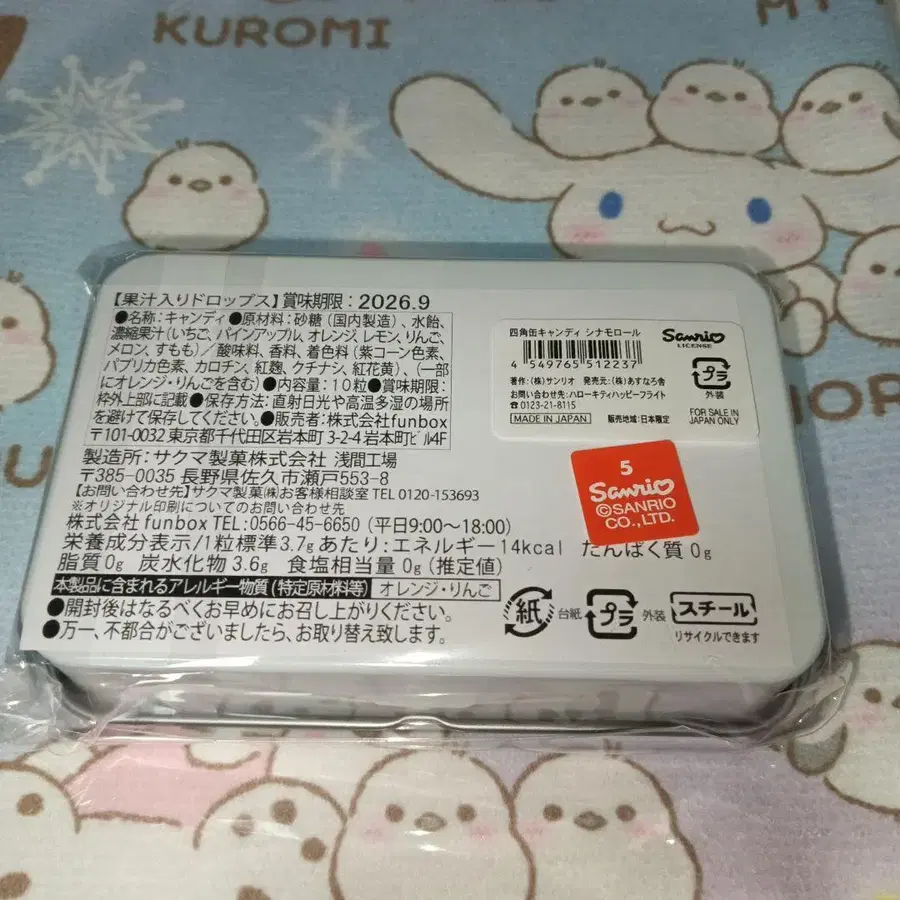 KUROMI
MY
【果汁入りドロップス】賞味期限:2026.9
●名称:キャンディ ●原材料:砂糖(国内製造)、水飴、
濃縮果汁(いちご、パインアップル、オレンジ、レモン、りんご、
メロン、すもも)/酸味料、香料、着色料(紫コーン色素、
パプリカ色素、カロチン、紅麹、クチナシ、紅花黄)、(一部
にオレンジ・りんごを含む)●内容量:10粒●賞味期限:
枠外上部に記載●保存方法:直射日光や高温多湿の場所
を避けて保存してください。●販売者:株式会社funbox
〒101-0032 東京都千代田区岩本町3-2-4 岩本町ビル4F
製造所:サクマ製菓株式会社 浅間工場
〒385-0035 長野県佐久市瀬戸553-8
【お問い合わせ先】サクマ製菓㈱お客様相談室 TEL 0120-153693
※オリジナル印刷についてのお問い合わせ
株式会社funbox TEL:0566-45-6650(平日9:00〜18:00)
栄養成分表示/1粒標準3.7gあたり:エネルギー14kcal たんぱく質0g
脂質0g 炭水化物3.6g 食塩相当量0g(推定値)
本製品に含まれるアレルギー物質(特定原材料等) オレンジ・りんご
●開封後はなるべくお早めにお召し上がりください。
●万一、不都合がございましたら、お取り替え致します。
四角缶キャンディ シナモロール
4 549765 512237
著作:(株)サンリオ 発売元:(株)あすなろ舎
お問い合わせ先:ハローキティハッピーフライト
☎0123-21-8115
MADE IN JAPAN 販売地域:日本限定
Sanrio
LICENSE
プラ
外装
FOR SALE IN
JAPAN ONLY
5
Sanrio
©SANRIO
CO., LTD.
紙 台紙 プラ 外装 スチール
リサイクルできます